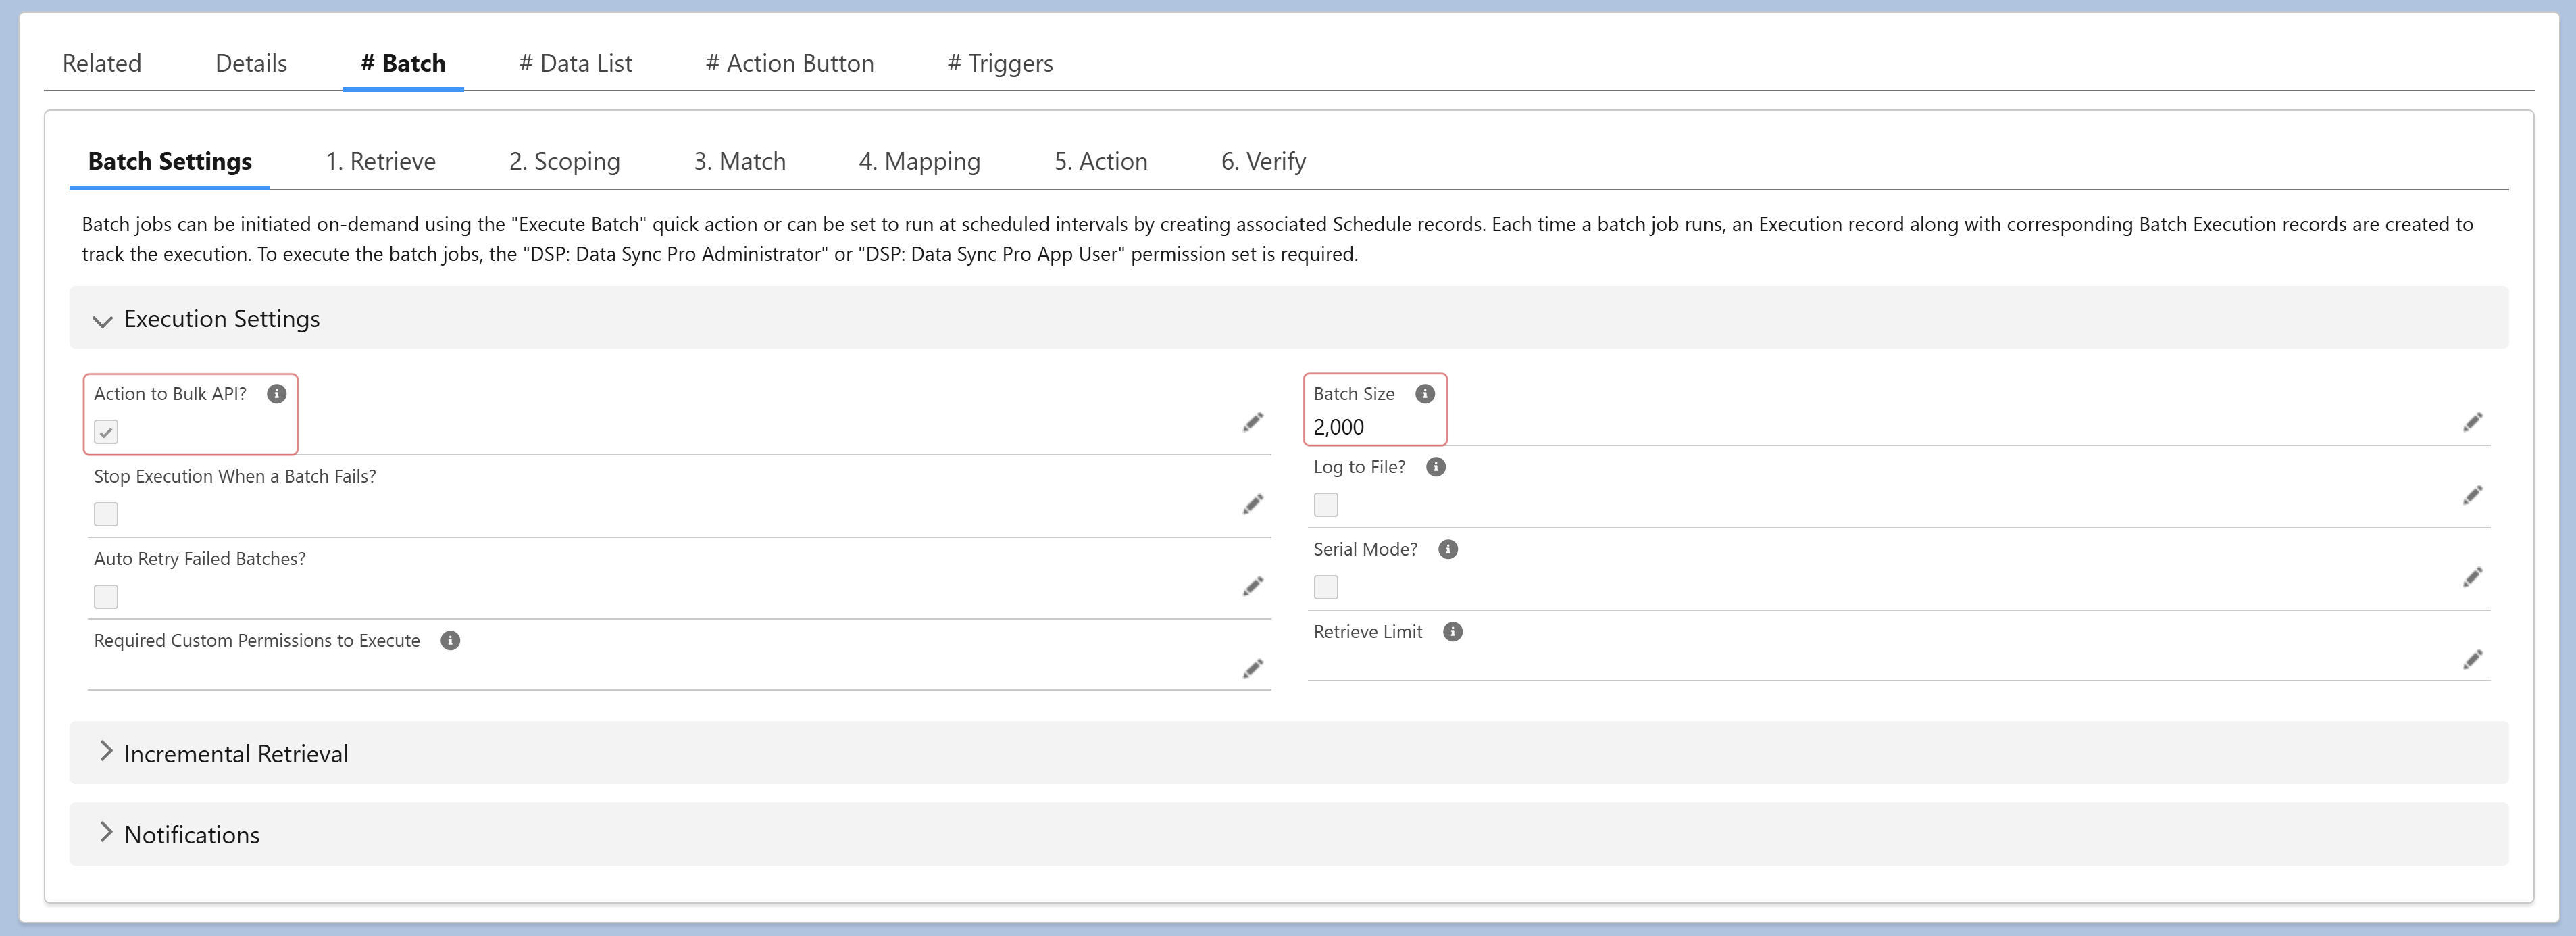 Related Details # Batch # Data List # Action Button # Triggers
Batch Settings 1. Retrieve 2. Scoping 3. Match 4. Mapping 5. Action 6. Verify
Batch jobs can be initiated on-demand using the "Execute Batch" quick action or can be set to run at scheduled intervals by creating associated Schedule records. Each time a batch job runs, an Execution record along with corresponding Batch Execution records are created to
track the execution. To execute the batch jobs, the "DSP: Data Sync Pro Administrator" or "DSP: Data Sync Pro App User" permission set is required.
Execution Settings
Action to Bulk API?
Batch Size
2,000
Stop Execution When a Batch Fails?
Log to File?
Auto Retry Failed Batches?
Serial Mode?
Required Custom Permissions to Execute
Retrieve Limit
Incremental Retrieval
Notifications